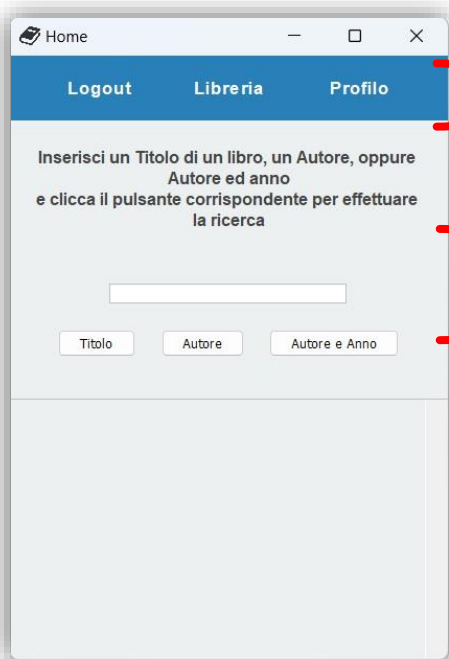 Home
Logout Libreria Profilo
Inserisci un Titolo di un libro, un Autore, oppure
Autore ed anno
e clicca il pulsante corrispondente per effettuare
la ricerca
Titolo Autore Autore e Anno